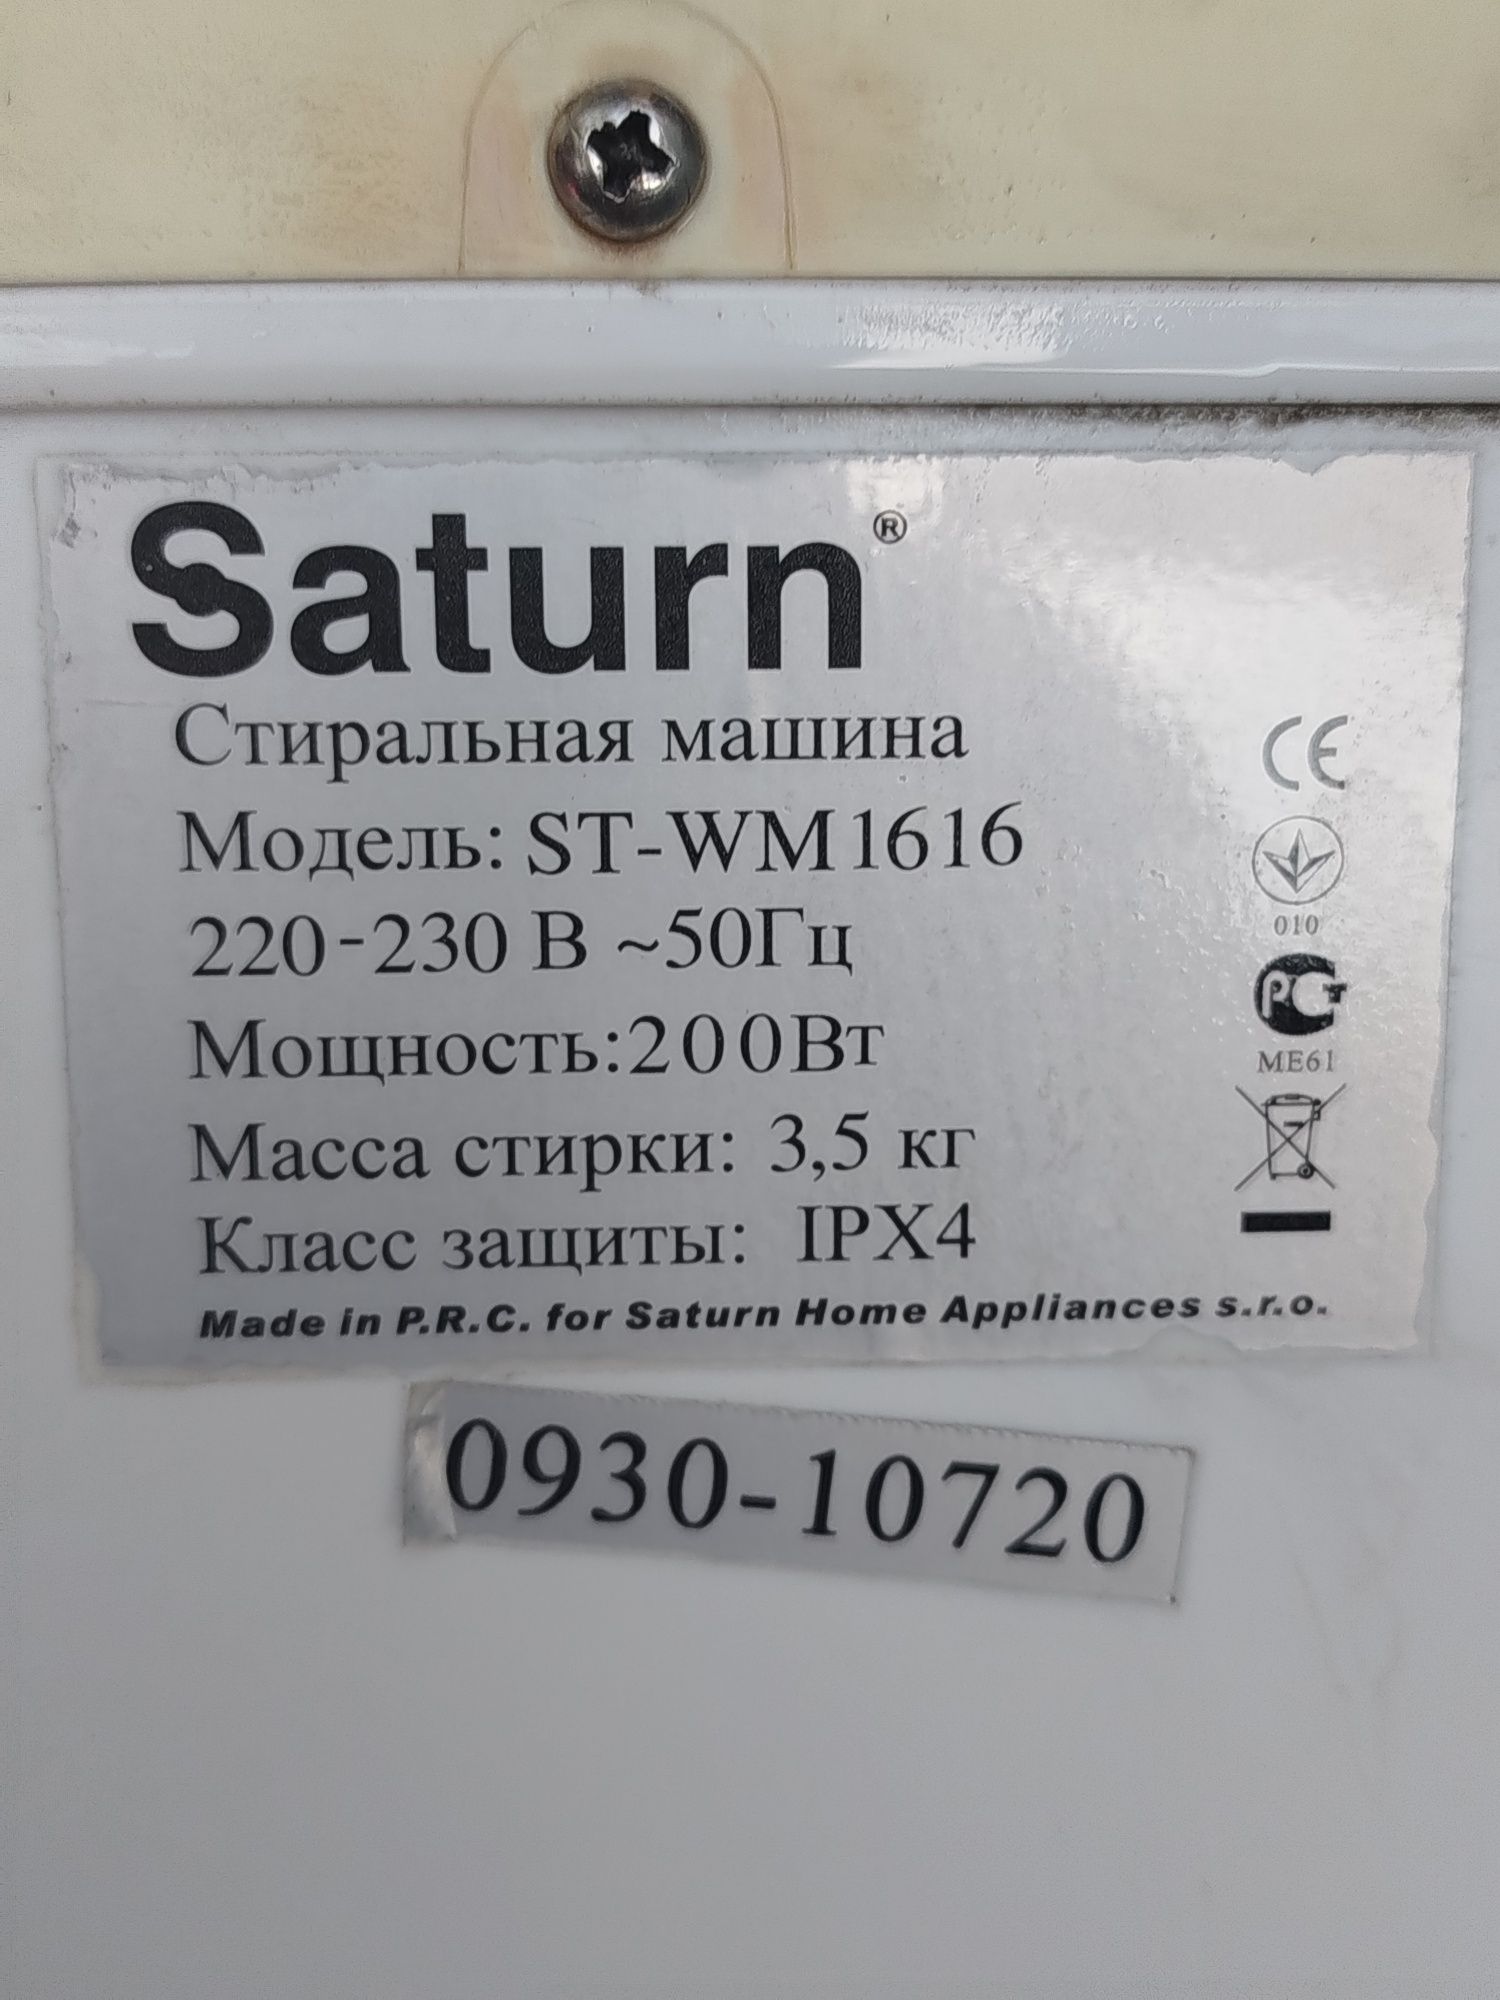 Saturn®
Стиральная машина
Модель: ST-WM1616
220-230 В ~50Гц
Мощность:200Вт
Масса стирки: 3,5 кг
Класс защиты: IPX4
CE
010
РСТ
ME61
Made in P.R.C. for Saturn Home Appliances s.r.o.
0930-10720